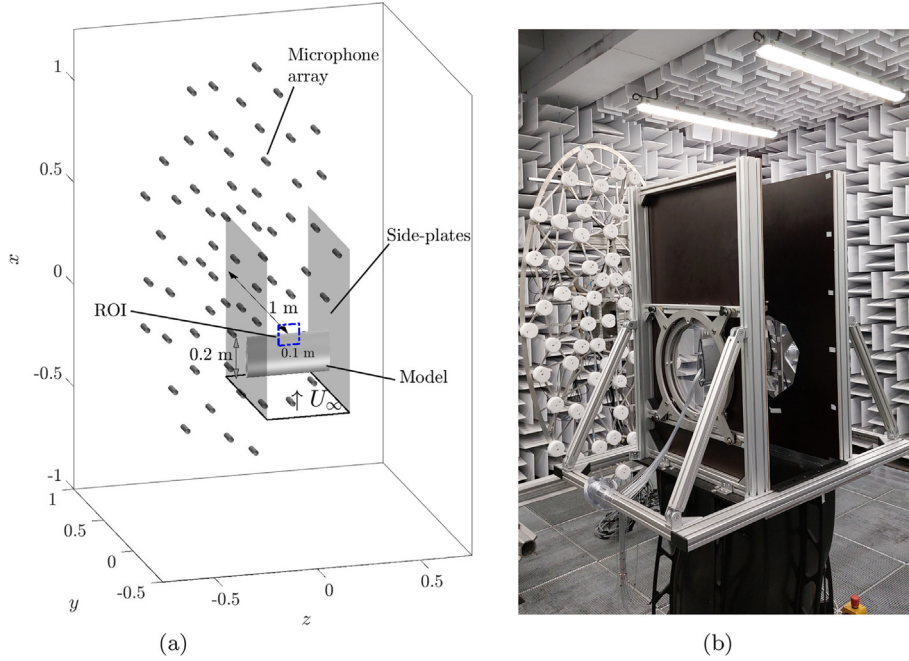 1
Microphone
array
0.5
x
Side-plates
0
1 m
ROI
0.2 m
0.1 m
Model
-0.5
↑ U∞
-1
1
0.5
0
-0.5
y
-0.5
0
0.5
z
(a)
(b)